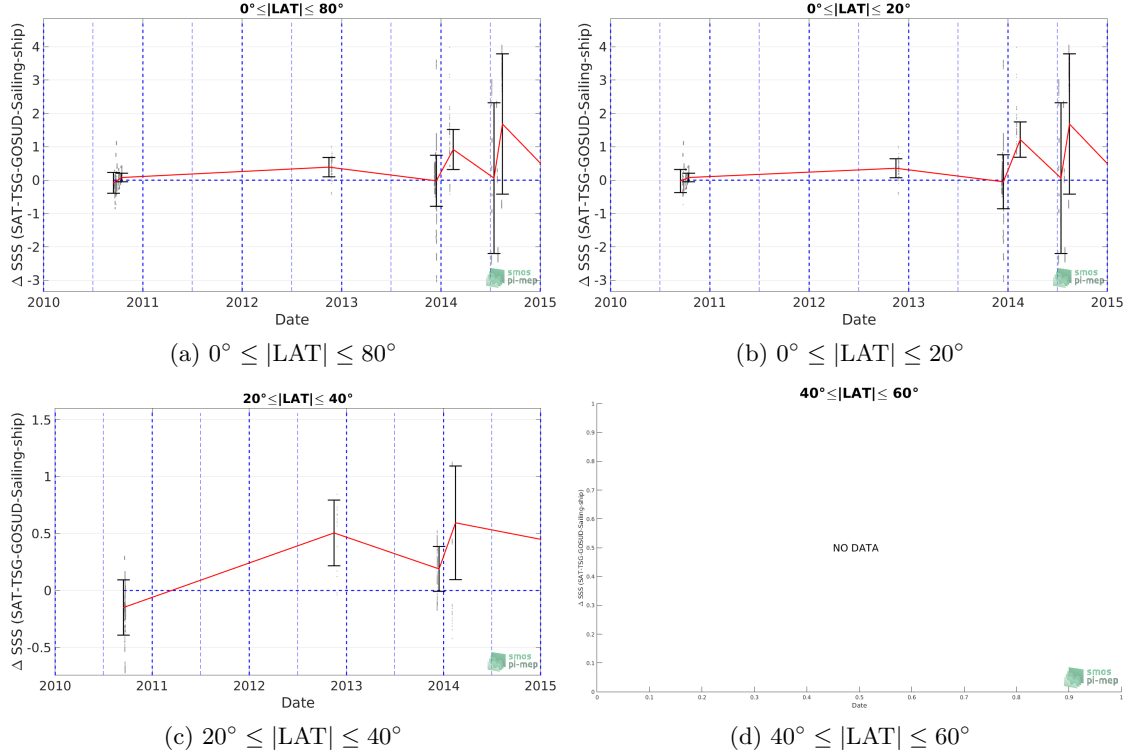 0°≤|LAT|≤ 80°
Δ SSS (SAT-TSG-GOSUD-Sailing-ship)
4
3
2
1
0
-1
-2
-3
2010 2011 2012 2013 2014 2015
Date
smos
pi-mep
(a) 0° ≤ |LAT| ≤ 80°
0°≤|LAT|≤ 20°
Δ SSS (SAT-TSG-GOSUD-Sailing-ship)
4
3
2
1
0
-1
-2
-3
2010 2011 2012 2013 2014 2015
Date
smos
pi-mep
(b) 0° ≤ |LAT| ≤ 20°
20°≤|LAT|≤ 40°
Δ SSS (SAT-TSG-GOSUD-Sailing-ship)
1.5
1
0.5
0
-0.5
2010 2011 2012 2013 2014 2015
Date
smos
pi-mep
(c) 20° ≤ |LAT| ≤ 40°
40°≤|LAT|≤ 60°
Δ SSS (SAT-TSG-GOSUD-Sailing-ship)
1
0.9
0.8
0.7
0.6
0.5
0.4
0.3
0.2
0.1
0
NO DATA
0 0.1 0.2 0.3 0.4 0.5 0.6 0.7 0.8 0.9 1
Date
smos
pi-mep
(d) 40° ≤ |LAT| ≤ 60°